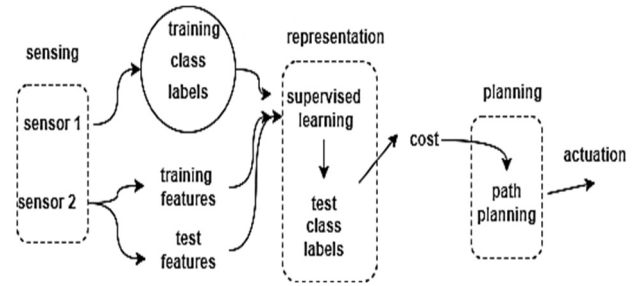 sensing
sensor 1
sensor 2
training
class
labels
training
features
test
features
representation
supervised
learning
test
class
labels
cost
planning
path
planning
actuation